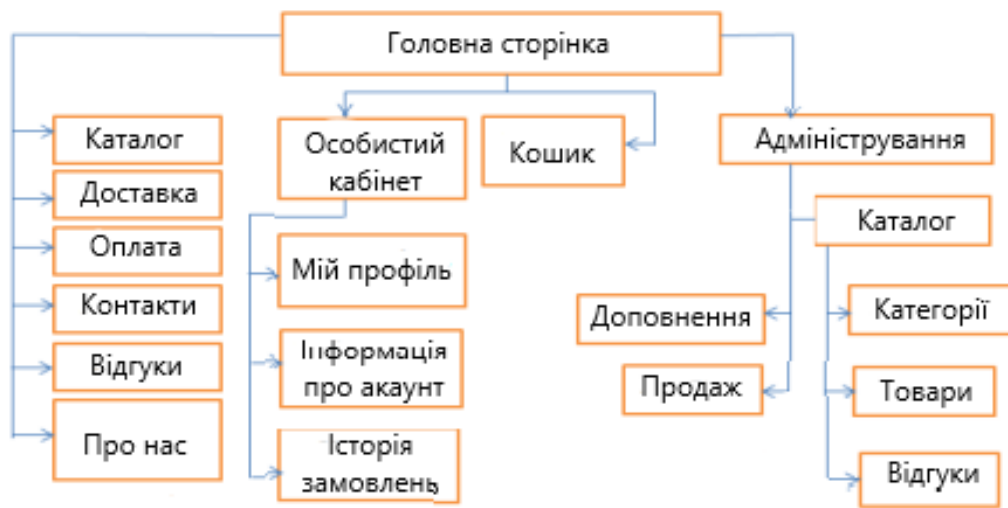 Головна сторінка
Каталог
Доставка
Оплата
Контакти
Відгуки
Про нас
Особистий
кабінет
Мій профіль
Інформація
про акаунт
Історія
замовлень
Кошик
Адміністрування
Каталог
Доповнення
Продаж
Категорії
Товари
Відгуки